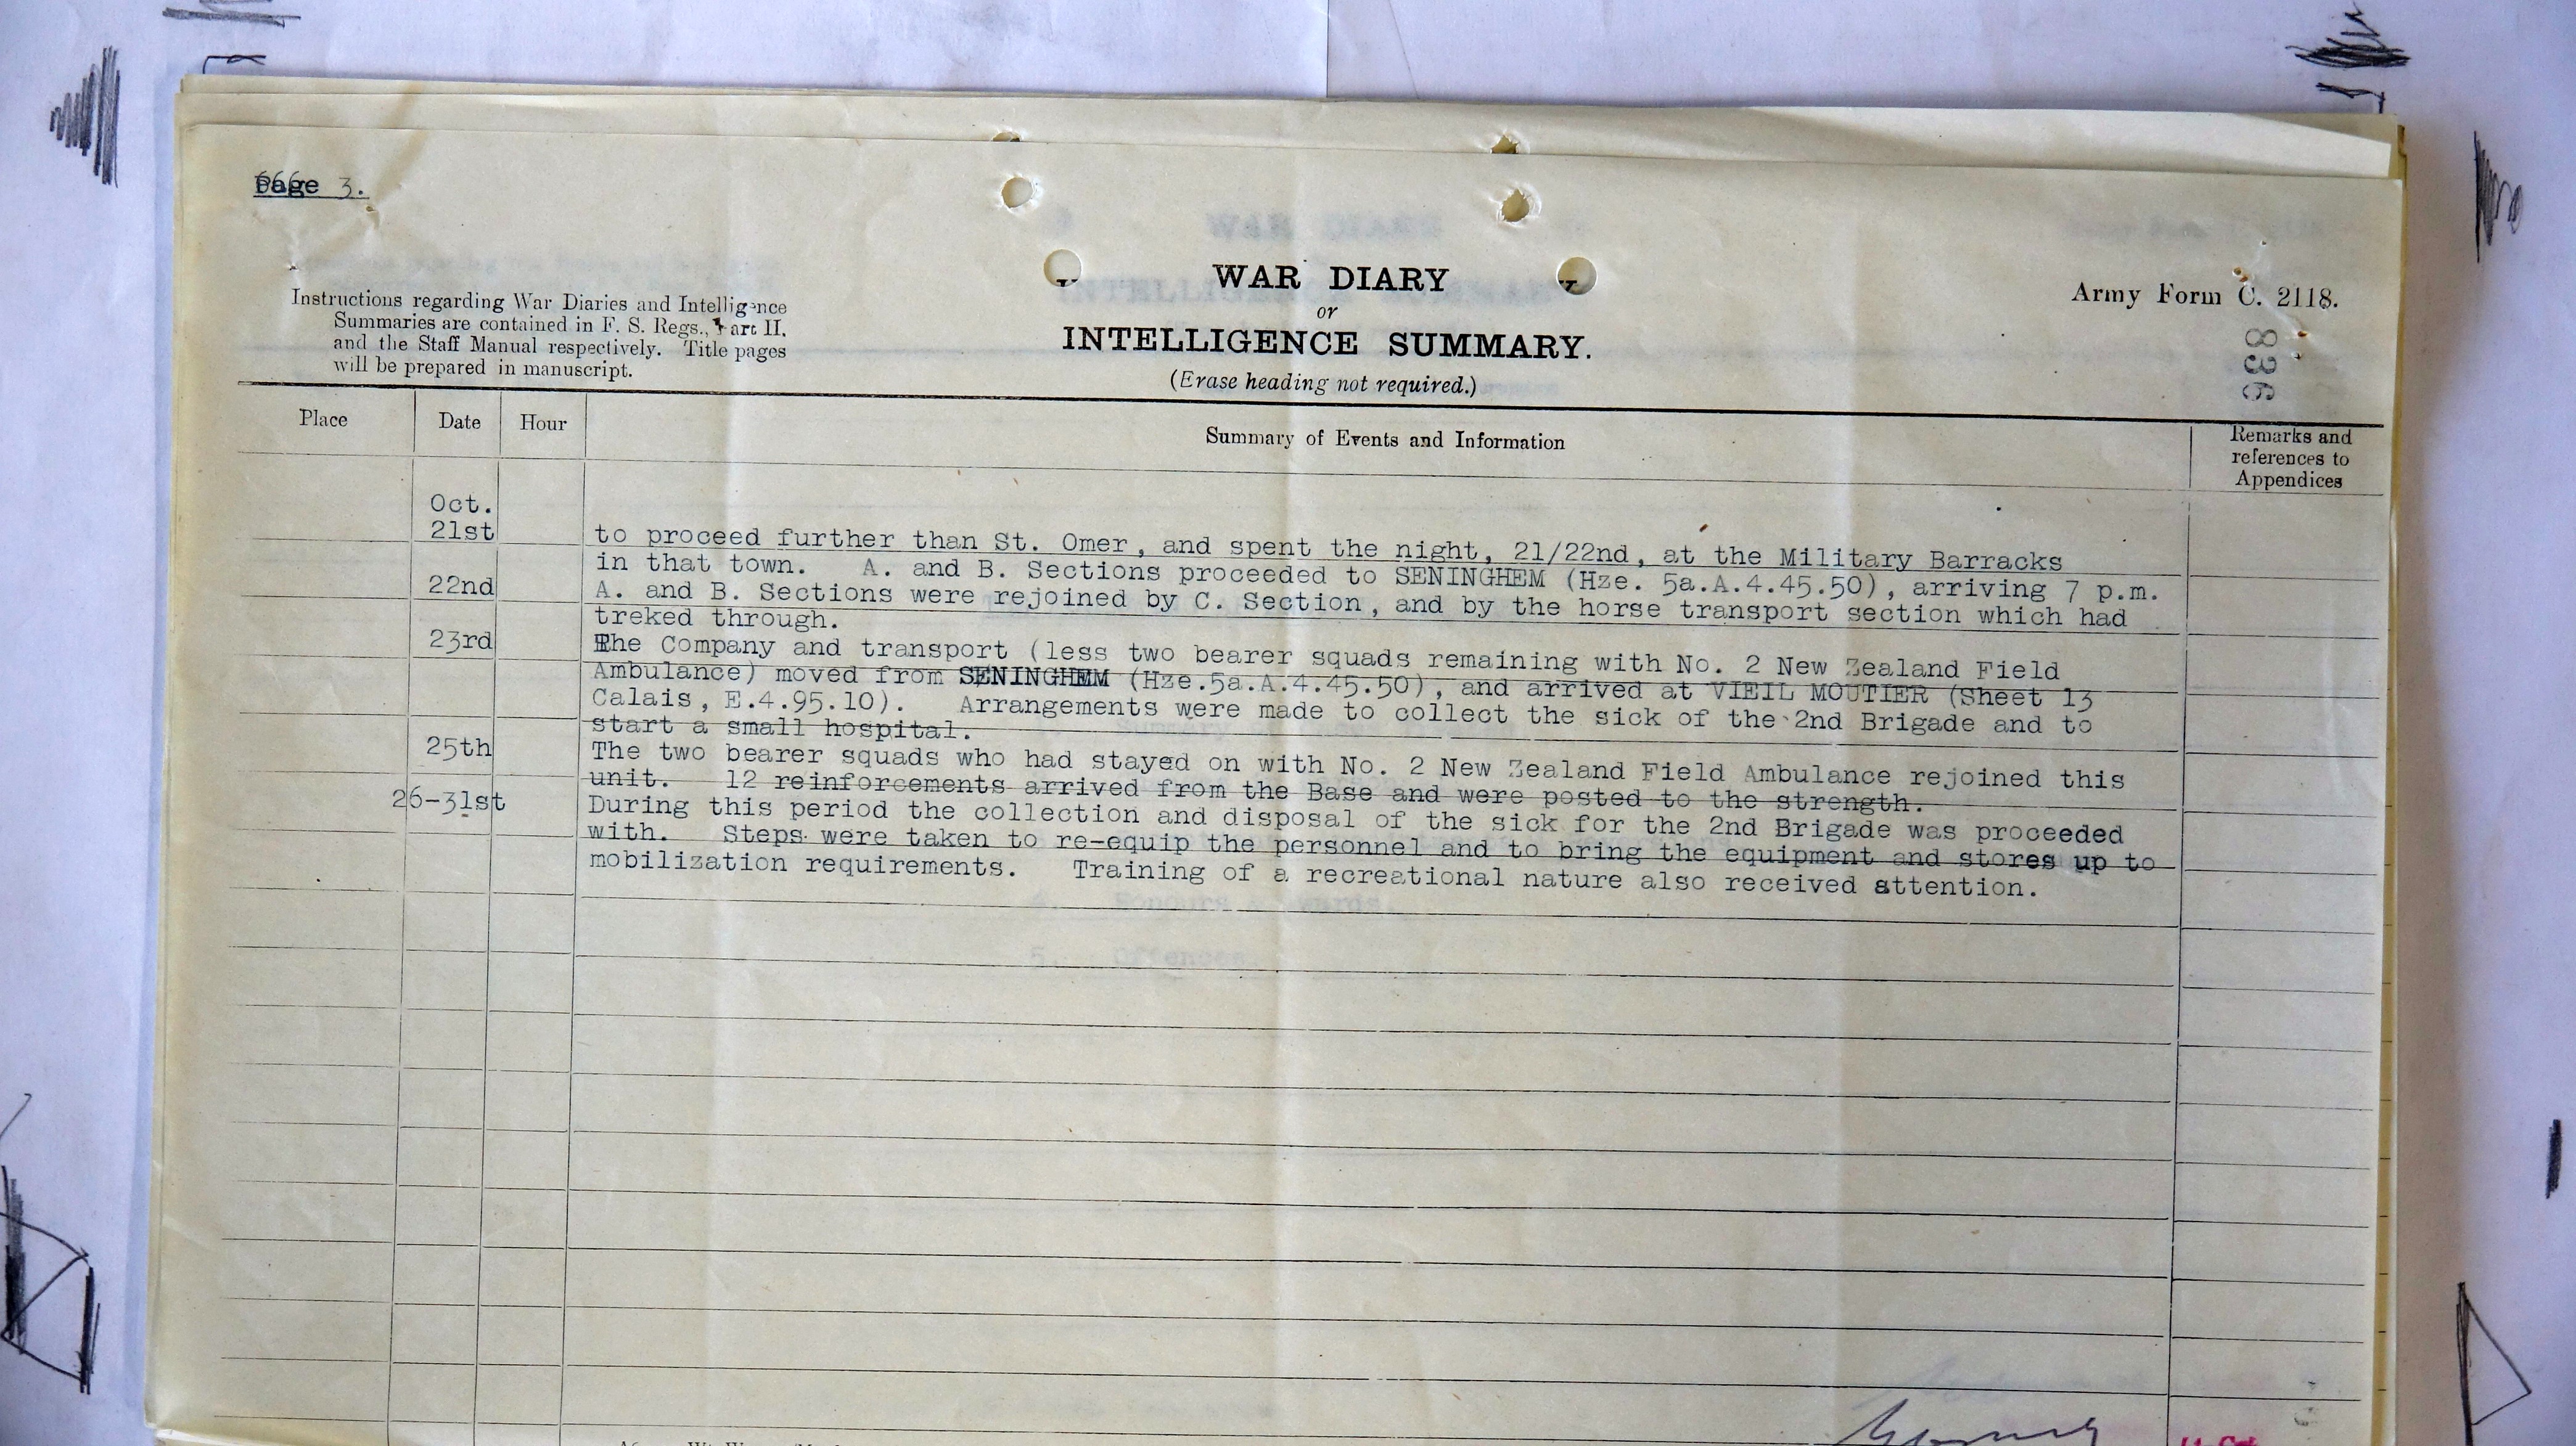 Page 3.
WAR DIARY
or
INTELLIGENCE SUMMARY.
(Erase heading not required.)
Instructions regarding War Diaries and Intelligence
Summaries are contained in F. S. Regs., Part II.
and the Staff Manual respectively. Title pages
will be prepared in manuscript.
Army Form C. 2118.
836
Place Date Hour Summary of Events and Information Remarks and
references to
Appendices
Oct.
21st to proceed further than St. Omer, and spent the night, 21/22nd, at the Military Barracks
in that town. A. and B. Sections proceeded to SENINGHEM (Hze. 5a.A.4.45.50), arriving 7 p.m.
22nd A. and B. Sections were rejoined by C. Section, and by the horse transport section which had
treked through.
23rd The Company and transport (less two bearer squads remaining with No. 2 New Zealand Field
Ambulance) moved from SENINGHEM (Hze.5a.A.4.45.50), and arrived at VIEIL MOUTIER (Sheet 13
Calais, E.4.95.10). Arrangements were made to collect the sick of the 2nd Brigade and to
start a small hospital.
25th The two bearer squads who had stayed on with No. 2 New Zealand Field Ambulance rejoined this
unit. 12 reinforcements arrived from the Base and were posted to the strength.
26-31st During this period the collection and disposal of the sick for the 2nd Brigade was proceeded
with. Steps were taken to re-equip the personnel and to bring the equipment and stores up to
mobilization requirements. Training of a recreational nature also received attention.